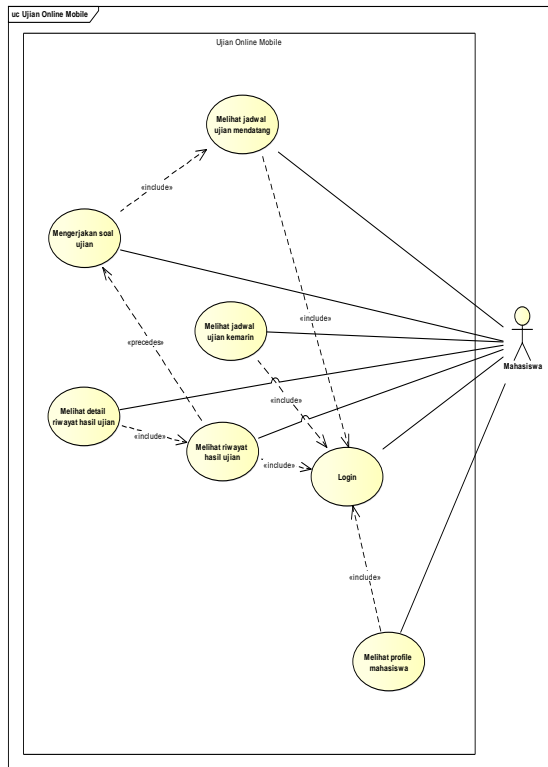 uc Ujian Online Mobile
Ujian Online Mobile
Melihat jadwal
ujian mendatang
«include»
Mengerjakan soal
ujian
«include»
Melihat jadwal
ujian kemarin
«precedes»
Mahasiswa
«include»
Melihat detail
riwayat hasil ujian
«include»
Melihat riwayat
hasil ujian
«include»
Login
«include»
Melihat profile
mahasiswa